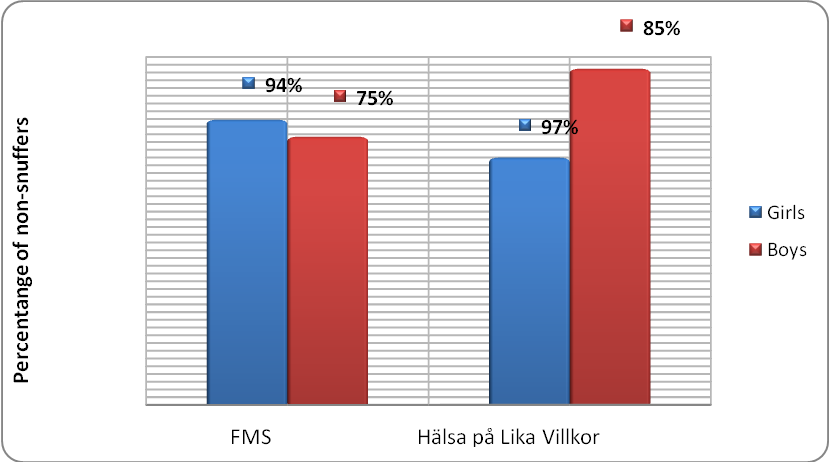 85%
94%
75%
97%
Percentange of non-snuffers
Girls
Boys
FMS
Hälsa på Lika Villkor